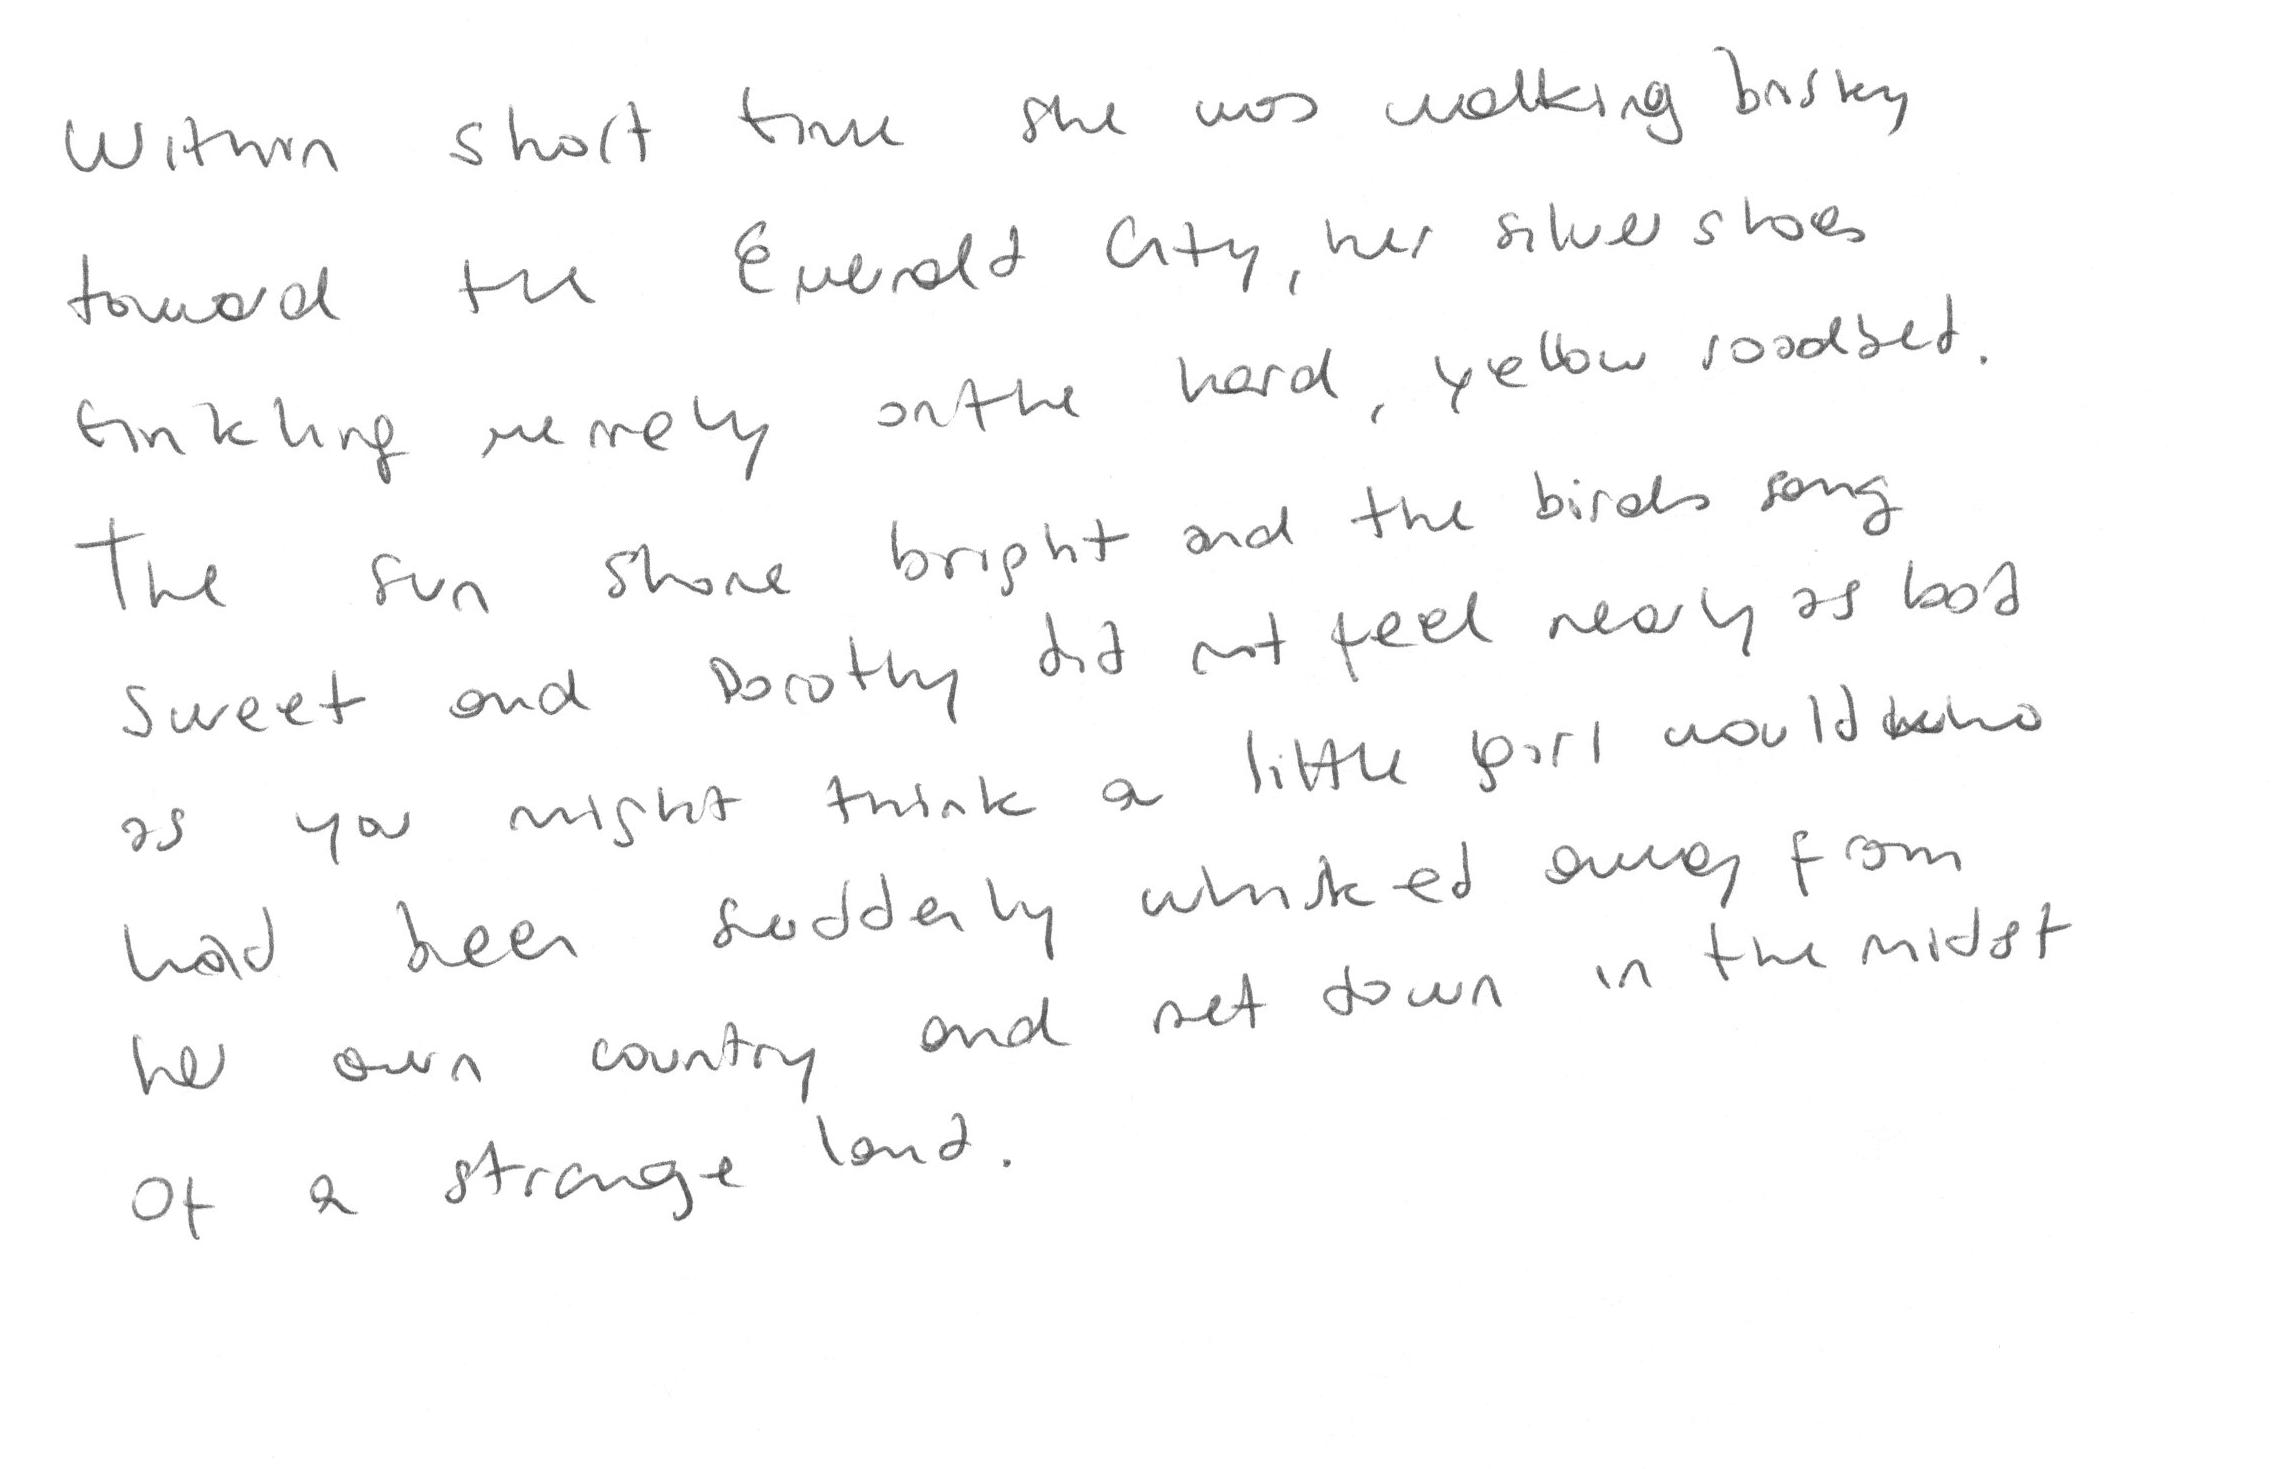 Within short time she was walking briskly
toward the Emerald City, her silver shoes
tinkling merrily on the hard, yellow roadbed.
The sun shone bright and the birds sang
sweet and Dorothy did not feel nearly as bad
as you might think a little girl would who
had been suddenly whisked away from
her own country and set down in the midst
of a strange land.